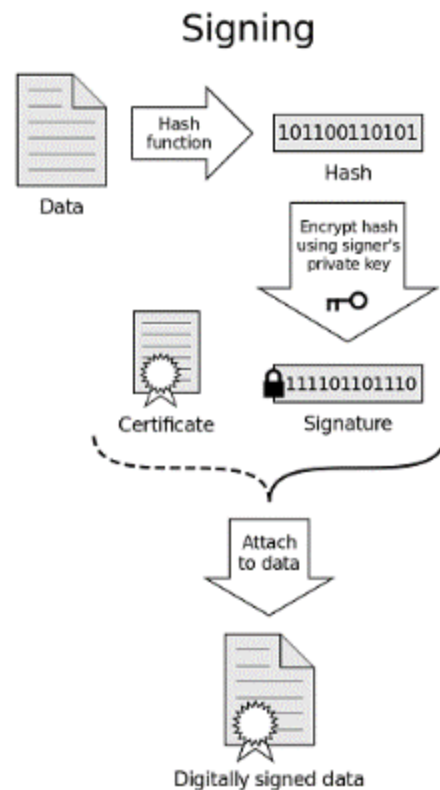 Signing
Hash
function
101100110101
Data
Hash
Encrypt hash
using signer's
private key
111101101110
Certificate
Signature
Attach
to data
Digitally signed data